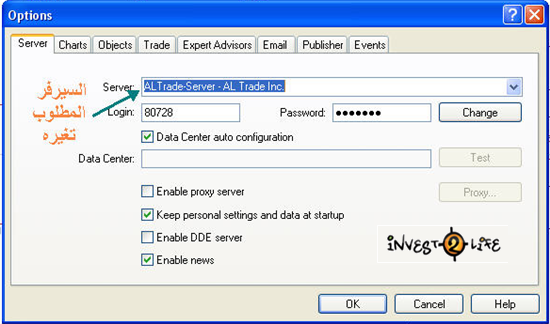 Options
Server Charts Objects Trade Expert Advisors Email Publisher Events
السيرفر
المطلوب
تغيره
Server: ALTrade-Server - AL Trade Inc.
Login: 80728 Password: ●●●●●●● Change
Data Center auto configuration
Data Center: Test
Enable proxy server Proxy...
Keep personal settings and data at startup
Enable DDE server
Enable news
INVEST-2-LIFE
OK Cancel Help